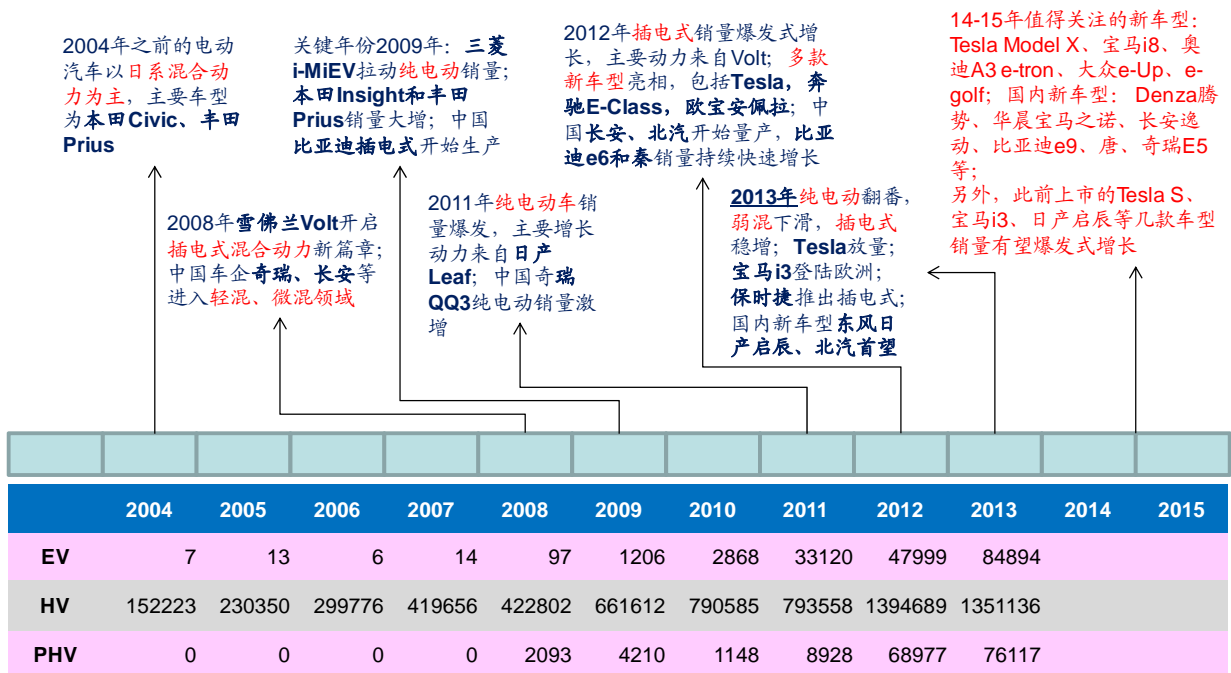 2004年之前的电动
汽车以日系混合动
力为主，主要车型
为本田Civic、丰田
Prius
关键年份2009年：三菱
i-MiEV拉动纯电动销量；
本田Insight和丰田
Prius销量大增；中国
比亚迪插电式开始生产
2012年插电式销量爆发式增
长，主要动力来自Volt；多款
新车型亮相，包括Tesla，奔
驰E-Class，欧宝安佩拉；中
国长安、北汽开始量产，比亚
迪e6和秦销量持续快速增长
14-15年值得关注的新车型：
Tesla Model X、宝马i8、奥
迪A3 e-tron、大众e-Up、e-
golf；国内新车型： Denza腾
势、华晨宝马之诺、长安逸
动、比亚迪e9、唐、奇瑞E5
等；
另外，此前上市的Tesla S、
宝马i3、日产启辰等几款车型
销量有望爆发式增长
2008年雪佛兰Volt开启
插电式混合动力新篇章；
中国车企奇瑞、长安等
进入轻混、微混领域
2011年纯电动车销
量爆发，主要增长
动力来自日产
Leaf；中国奇瑞
QQ3纯电动销量激
增
2013年纯电动翻番，
弱混下滑，插电式
稳增；Tesla放量；
宝马i3登陆欧洲；
保时捷推出插电式；
国内新车型东风日
产启辰、北汽首望
2004 2005 2006 2007 2008 2009 2010 2011 2012 2013 2014 2015
EV 7 13 6 14 97 1206 2868 33120 47999 84894
HV 152223 230350 299776 419656 422802 661612 790585 793558 1394689 1351136
PHV 0 0 0 0 2093 4210 1148 8928 68977 76117